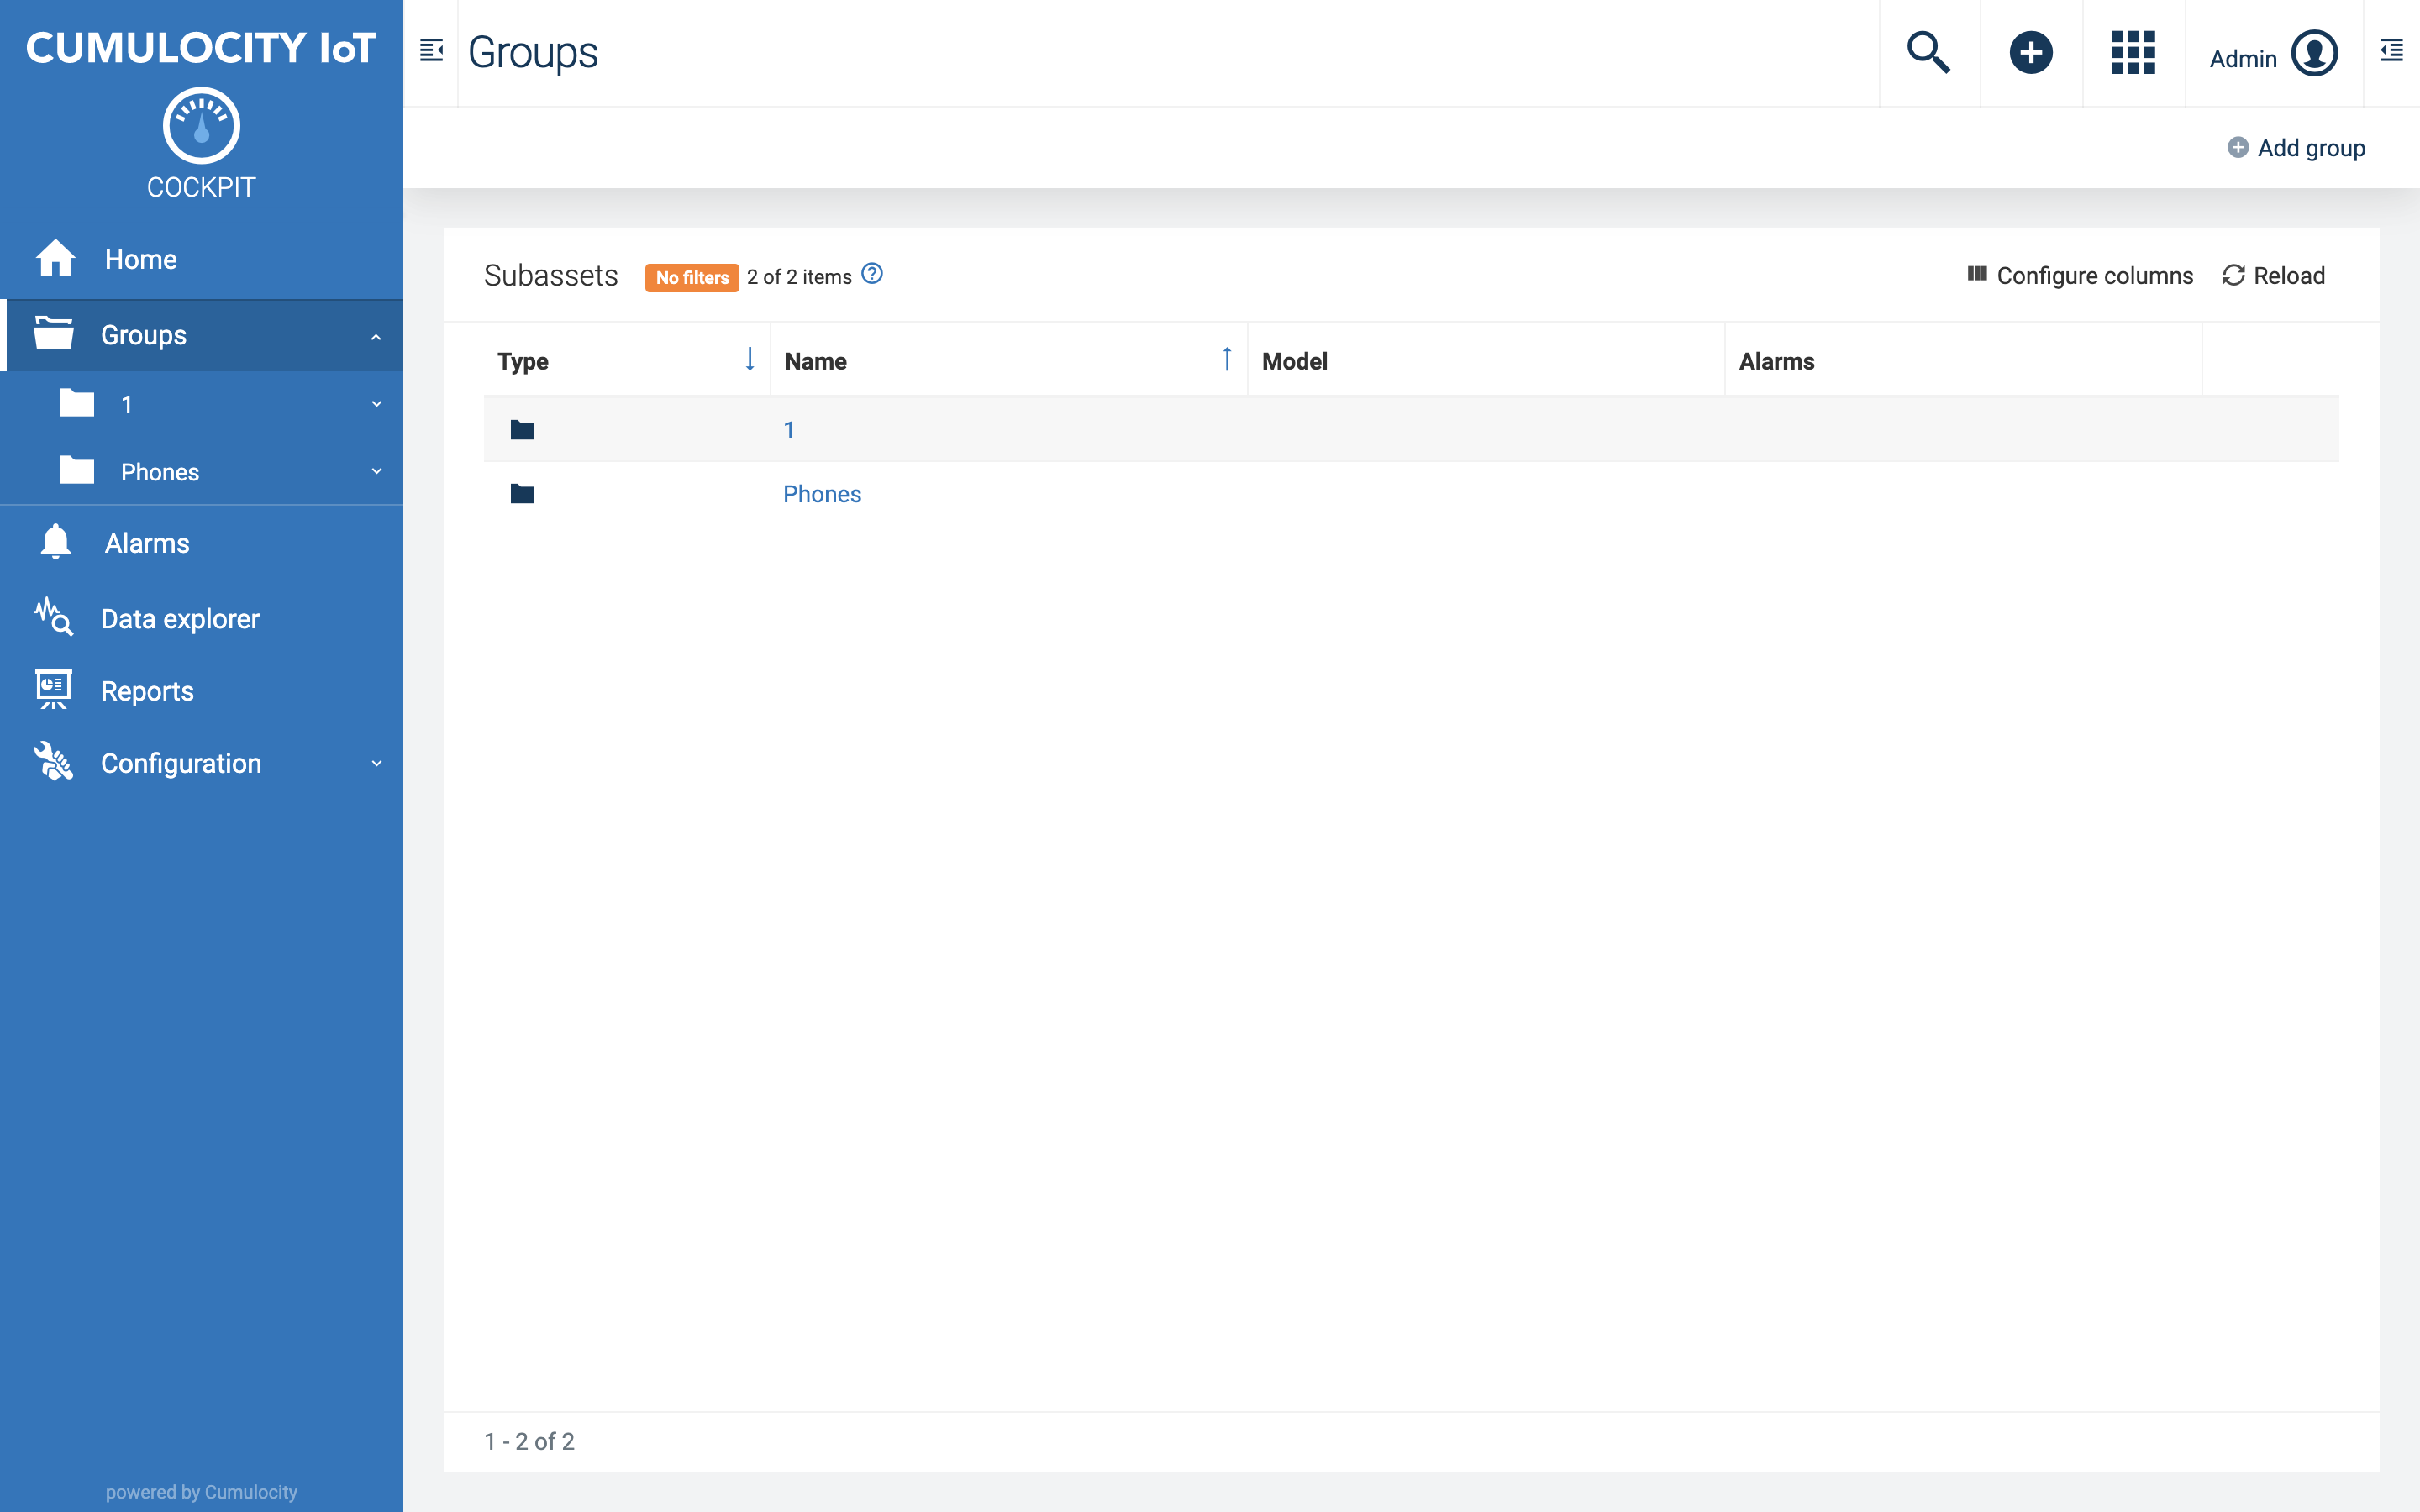 CUMULOCITY IoT
COCKPIT
Home
Groups
1
Phones
Alarms
Data explorer
Reports
Configuration
powered by Cumulocity
Groups
Admin
Add group
Subassets No filters 2 of 2 items
Configure columns Reload
Type Name Model Alarms
1
Phones
1 - 2 of 2